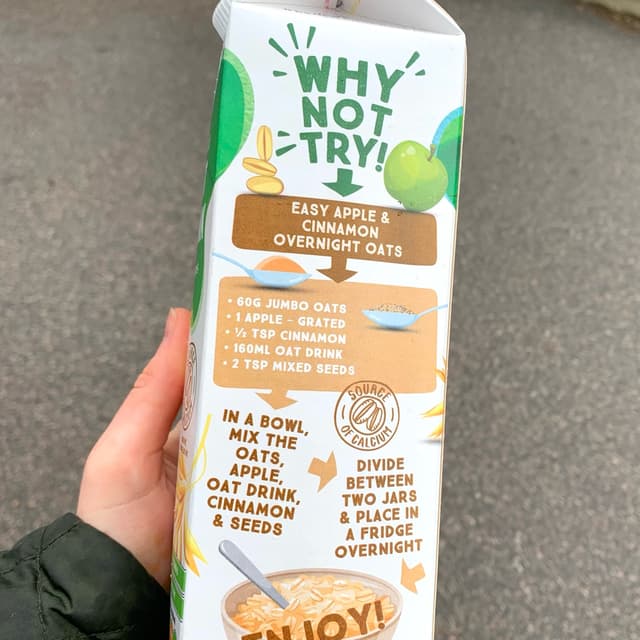 WHY
NOT
TRY!
EASY APPLE &
CINNAMON
OVERNIGHT OATS
• 60G JUMBO OATS
• 1 APPLE – GRATED
• ½ TSP CINNAMON
• 160ML OAT DRINK
• 2 TSP MIXED SEEDS
SOURCE
OF CALCIUM
IN A BOWL,
MIX THE
OATS,
APPLE,
OAT DRINK,
CINNAMON
& SEEDS
DIVIDE
BETWEEN
TWO JARS
& PLACE IN
A FRIDGE
OVERNIGHT
ENJOY!